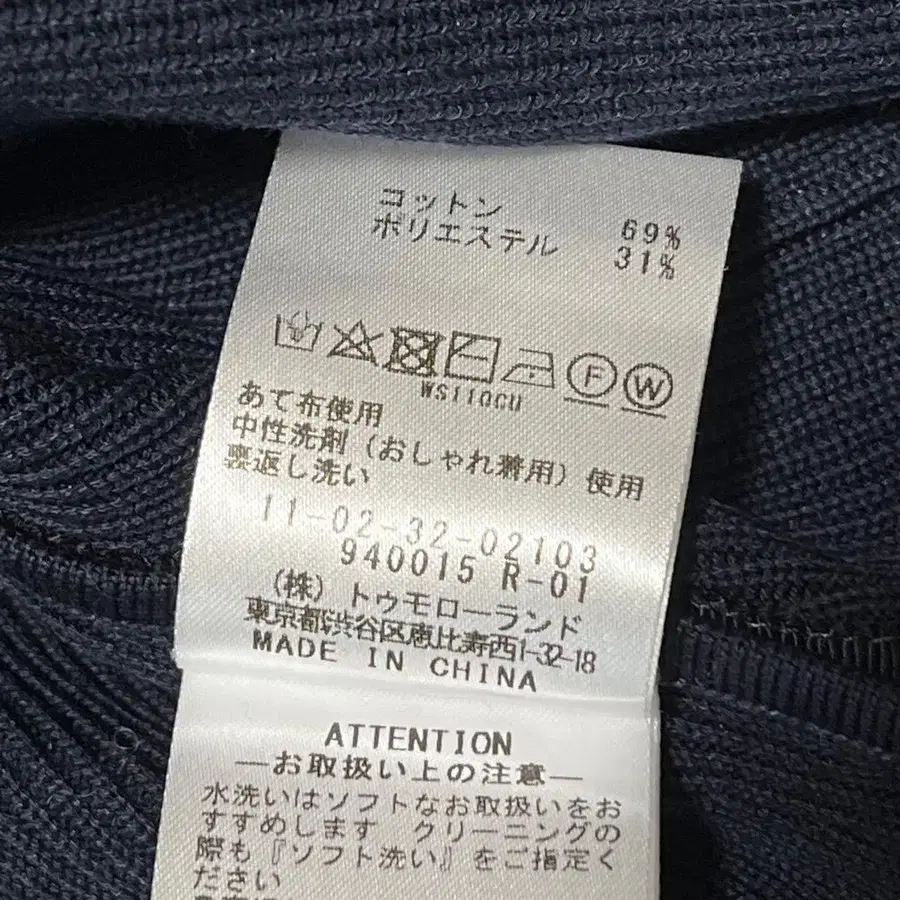 コットン 69%
ポリエステル 31%
F W
WS110CU
あて布使用
中性洗剤（おしゃれ着用）使用
裏返し洗い
11-02-32-02103
940015 R-01
（株）トゥモローランド
東京都渋谷区恵比寿西1-32-18
MADE IN CHINA
ATTENTION
―お取扱い上の注意―
水洗いはソフトなお取扱いをお
すすめします クリーニングの
際も『ソフト洗い』をご指定く
ださい